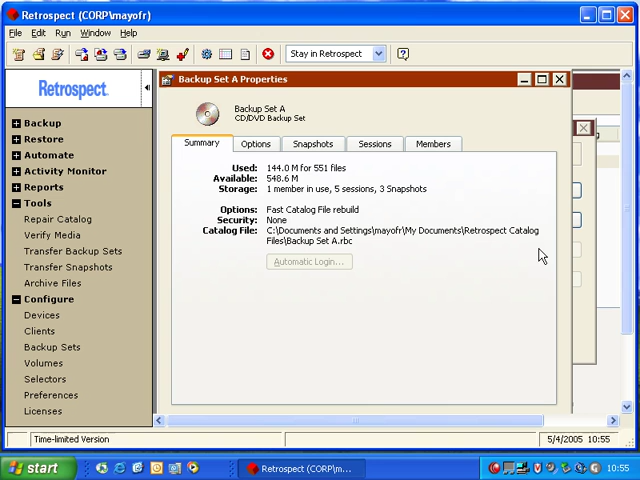 Retrospect (CORP\mayofr)
File Edit Run Window Help
Stay in Retrospect
Retrospect.
Backup Set A Properties
Backup Set A
CD/DVD Backup Set
Summary Options Snapshots Sessions Members
Used: 144.0 M for 551 files
Available: 548.6 M
Storage: 1 member in use, 5 sessions, 3 Snapshots
Options: Fast Catalog File rebuild
Security: None
Catalog File: C:\Documents and Settings\mayofr\My Documents\Retrospect Catalog
Files\Backup Set A.rbc
Automatic Login...
Backup
Restore
Automate
Activity Monitor
Reports
Tools
Repair Catalog
Verify Media
Transfer Backup Sets
Transfer Snapshots
Archive Files
Configure
Devices
Clients
Backup Sets
Volumes
Selectors
Preferences
Licenses
Time-limited Version
5/4/2005 10:55
start
Retrospect (CORP\m...
10:55